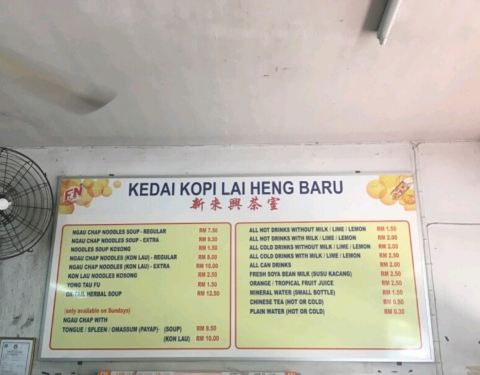 F&N
KEDAI KOPI LAI HENG BARU
新來興茶室
NGAU CHAP NOODLES SOUP - REGULAR RM 7.50
NGAU CHAP NOODLES SOUP - EXTRA RM 9.50
NOODLES SOUP KOSONG RM 1.50
NGAU CHAP NOODLES (KON LAU) - REGULAR RM 8.00
NGAU CHAP NOODLES (KON LAU) - EXTRA RM 10.00
KON LAU NOODLES KOSONG RM 2.50
YONG TAU FU RM 1.50
HERBAL SOUP RM 12.50
(only available on Sundays)
NGAU CHAP WITH
TONGUE / SPLEEN / OMASSUM (PAYAP) - (SOUP) RM 9.50
(KON LAU) RM 10.00
ALL HOT DRINKS WITHOUT MILK / LIME / LEMON RM 1.50
ALL HOT DRINKS WITH MILK / LIME / LEMON RM 2.00
ALL COLD DRINKS WITHOUT MILK / LIME / LEMON RM 2.00
ALL COLD DRINKS WITH MILK / LIME / LEMON RM 2.50
ALL CAN DRINKS RM 2.00
FRESH SOYA BEAN MILK (SUSU KACANG) RM 2.50
ORANGE / TROPICAL FRUIT JUICE RM 2.50
MINERAL WATER (SMALL BOTTLE) RM 1.50
CHINESE TEA (HOT OR COLD) RM 0.50
PLAIN WATER (HOT OR COLD) RM 0.30